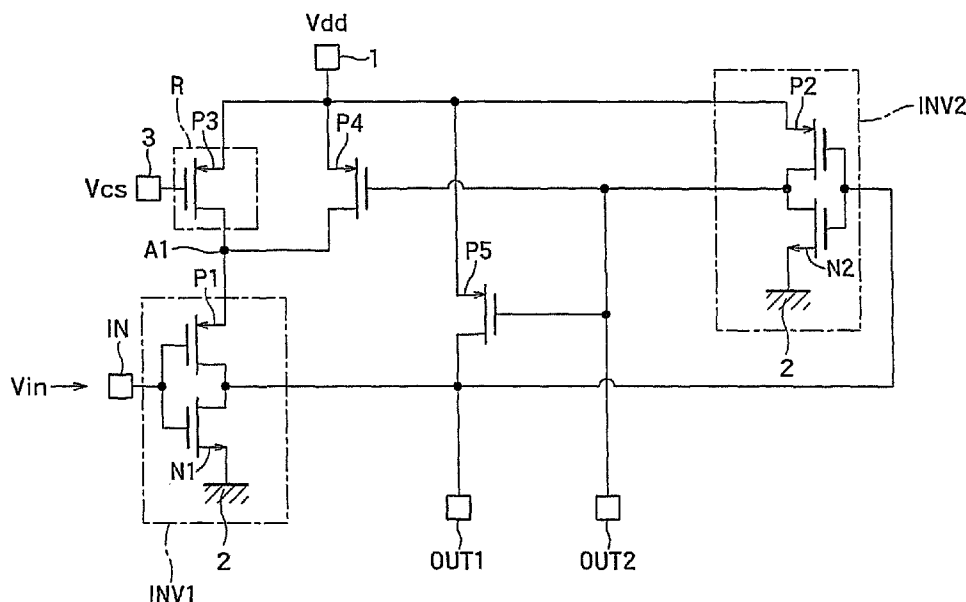 Vdd
1
R
P3
P4
P2
INV2
3
Vcs
A1
P5
N2
P1
IN
2
Vin
N1
2
OUT1
OUT2
INV1